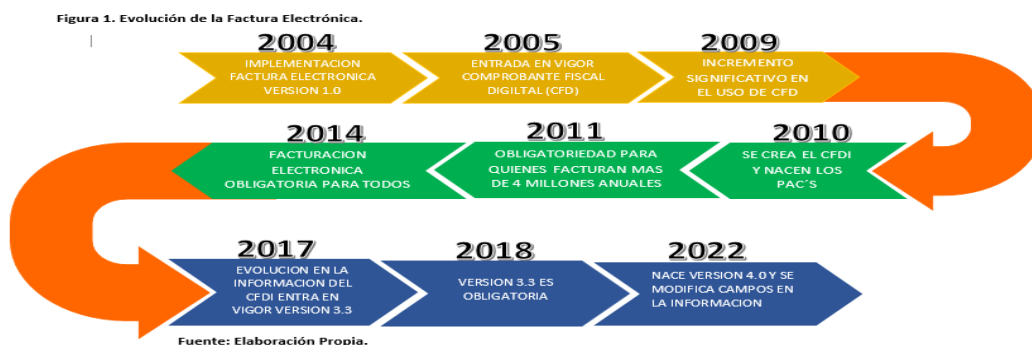 Figura 1. Evolución de la Factura Electrónica.
2004
IMPLEMENTACION
FACTURA ELECTRONICA
VERSION 1.0
2005
ENTRADA EN VIGOR
COMPROBANTE FISCAL
DIGILTAL (CFD)
2009
INCREMENTO
SIGNIFICATIVO EN
EL USO DE CFD
2010
SE CREA EL CFDI
Y NACEN LOS
PAC´S
2011
OBLIGATORIEDAD PARA
QUIENES FACTURAN MAS
DE 4 MILLONES ANUALES
2014
FACTURACION
ELECTRONICA
OBLIGATORIA PARA TODOS
2017
EVOLUCION EN LA
INFORMACION DEL
CFDI ENTRA EN
VIGOR VERSION 3.3
2018
VERSION 3.3 ES
OBLIGATORIA
2022
NACE VERSION 4.0 Y SE
MODIFICA CAMPOS EN
LA INFORMACION
Fuente: Elaboración Propia.